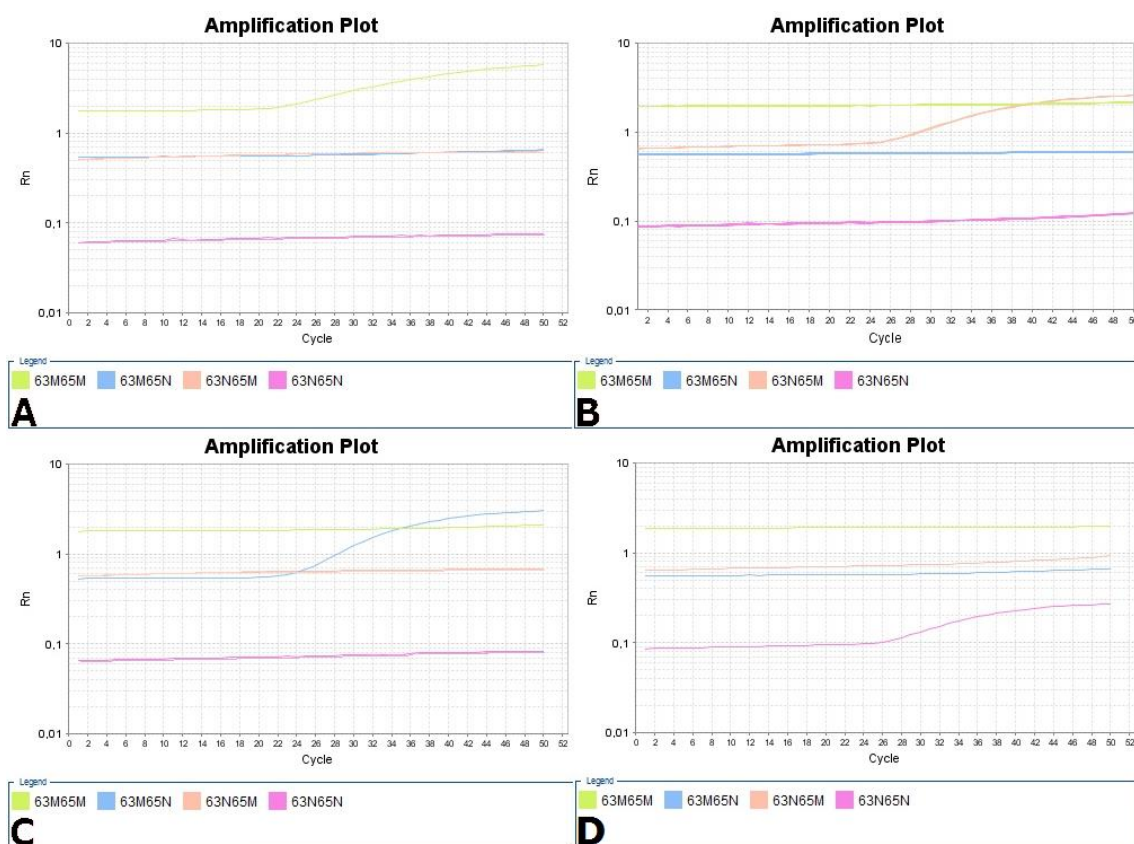 Amplification Plot
10
1
0,1
0,01
Rn
0 2 4 6 8 10 12 14 16 18 20 22 24 26 28 30 32 34 36 38 40 42 44 46 48 50 52
Cycle
Legend
63M65M 63M65N 63N65M 63N65N
A
Amplification Plot
10
1
0,1
0,01
Rn
2 4 6 8 10 12 14 16 18 20 22 24 26 28 30 32 34 36 38 40 42 44 46 48 50
Cycle
Legend
63M65M 63M65N 63N65M 63N65N
B
Amplification Plot
10
1
0,1
0,01
Rn
0 2 4 6 8 10 12 14 16 18 20 22 24 26 28 30 32 34 36 38 40 42 44 46 48 50 52
Cycle
Legend
63M65M 63M65N 63N65M 63N65N
C
Amplification Plot
10
1
0,1
0,01
Rn
0 2 4 6 8 10 12 14 16 18 20 22 24 26 28 30 32 34 36 38 40 42 44 46 48 50 52
Cycle
Legend
63M65M 63M65N 63N65M 63N65N
D